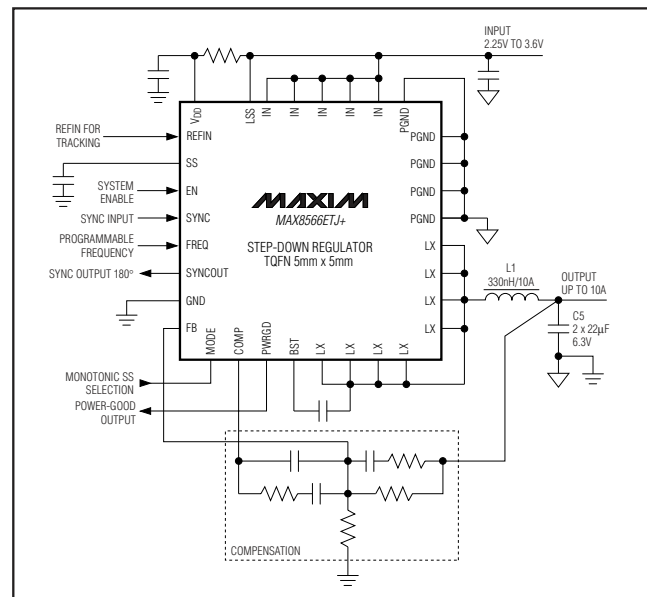 INPUT
2.25V TO 3.6V
VDD
LSS
IN
IN
IN
IN
IN
PGND
REFIN FOR
TRACKING
REFIN
PGND
SS
PGND
SYSTEM
ENABLE
EN
MAXIM
PGND
SYNC INPUT
SYNC
MAX8566ETJ+
PGND
PROGRAMMABLE
FREQUENCY
FREQ
STEP-DOWN REGULATOR
TQFN 5mm x 5mm
LX
SYNC OUTPUT 180°
SYNCOUT
LX
L1
330nH/10A
OUTPUT
UP TO 10A
GND
LX
FB
LX
C5
2 x 22µF
6.3V
MODE
COMP
PWRGD
BST
LX
LX
LX
LX
MONOTONIC SS
SELECTION
POWER-GOOD
OUTPUT
COMPENSATION